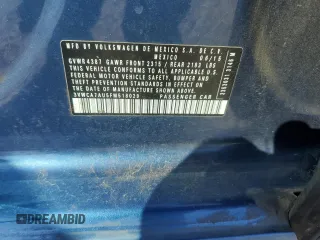 MFD. BY VOLKSWAGEN DE MEXICO S.A. DE C.V.
IN MEXICO 06/15
GVWR 4387 GAWR FRONT 2315 / REAR 2183 LBS
THIS VEHICLE CONFORMS TO ALL APPLICABLE
FEDERAL MOTOR VEHICLE SAFETY, BUMPER,
AND THEFT PREVENTION STANDARDS
IN EFFECT ON THE DATE OF
MANUFACTURE SHOWN ABOVE.
PASSENGER CAR
DREAMBID